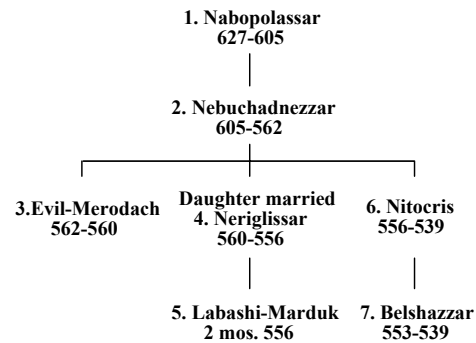 1. Nabopolassar
627-605
2. Nebuchadnezzar
605-562
3.Evil-Merodach
562-560
Daughter married
4. Neriglissar
560-556
6. Nitocris
556-539
5. Labashi-Marduk
2 mos. 556
7. Belshazzar
553-539